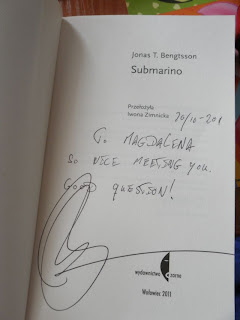 Jonas T. Bengtsson
Submarino
Przełożyła
Iwona Zimnicka
20/10-201
To MAGDALENA
SO NICE MEETING YOU.
GOOD QUESTION!
wydawnictwo
czarne
Wołowiec 2011